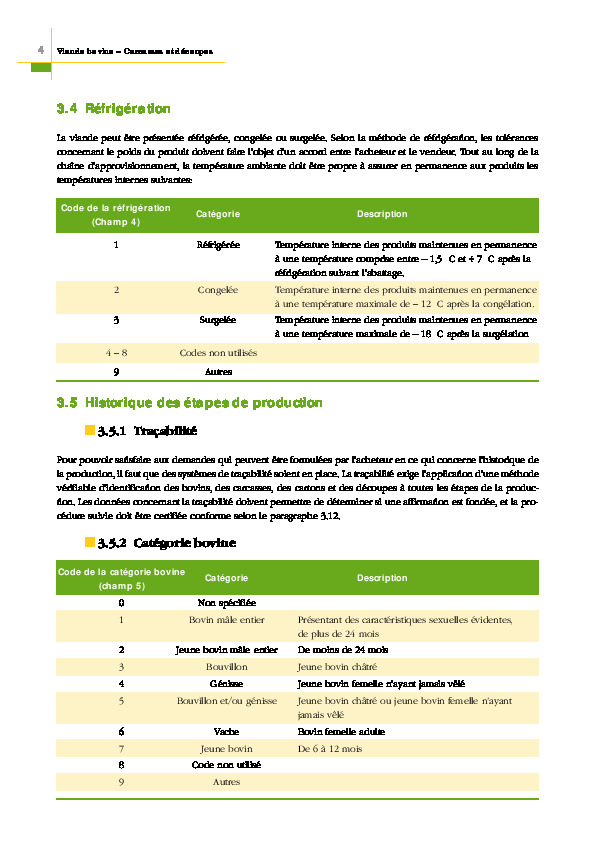 4 Viande bovine – Carcasses et découpes
3.4 Réfrigération
La viande peut être présentée réfrigérée, congelée ou surgelée. Selon la méthode de réfrigération, les tolérances
concernant le poids du produit doivent faire l'objet d'un accord entre l'acheteur et le vendeur. Tout au long de la
chaîne d'approvisionnement, la température ambiante doit être propre à assurer en permanence aux produits les
températures internes suivantes:
Code de la réfrigération
(Champ 4) Catégorie Description
1 Réfrigérée Température interne des produits maintenues en permanence
à une température comprise entre – 1,5 C et + 7 C après la
réfrigération suivant l'abattage.
2 Congelée Température interne des produits maintenues en permanence
à une température maximale de – 12 C après la congélation.
3 Surgelée Température interne des produits maintenues en permanence
à une température maximale de – 18 C après la surgélation
4 – 8 Codes non utilisés
9 Autres
3.5 Historique des étapes de production
3.5.1 Traçabilité
Pour pouvoir satisfaire aux demandes qui peuvent être formulées par l'acheteur en ce qui concerne l'historique de
la production, il faut que des systèmes de traçabilité soient en place. La traçabilité exige l'application d'une méthode
vérifiable d'identification des bovins, des carcasses, des cartons et des découpes à toutes les étapes de la produc-
tion. Les données concernant la traçabilité doivent permettre de déterminer si une affirmation est fondée, et la pro-
cédure suivie doit être certifiée conforme selon le paragraphe 3.12.
3.5.2 Catégorie bovine
Code de la catégorie bovine
(champ 5) Catégorie Description
0 Non spécifiée
1 Bovin mâle entier Présentant des caractéristiques sexuelles évidentes,
de plus de 24 mois
2 Jeune bovin mâle entier De moins de 24 mois
3 Bouvillon Jeune bovin châtré
4 Génisse Jeune bovin femelle n'ayant jamais vêlé
5 Bouvillon et/ou génisse Jeune bovin châtré ou jeune bovin femelle n'ayant
jamais vêlé
6 Vache Bovin femelle adulte
7 Jeune bovin De 6 à 12 mois
8 Code non utilisé
9 Autres